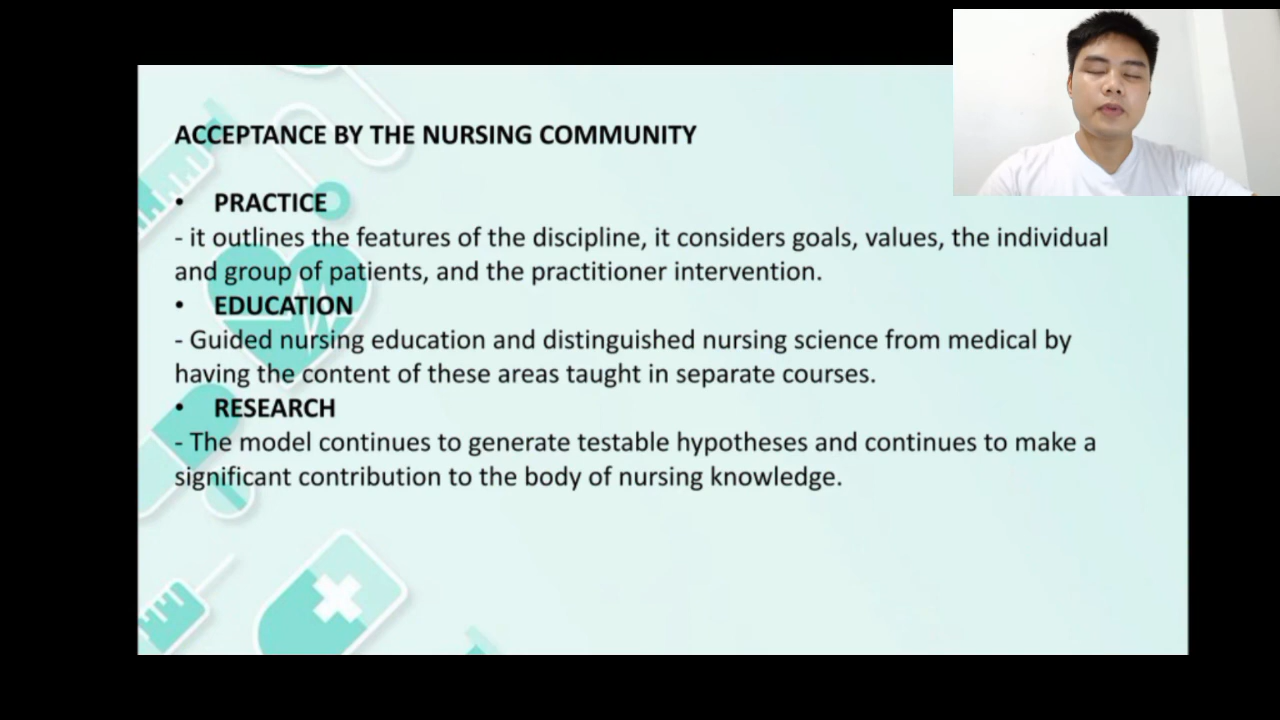 ACCEPTANCE BY THE NURSING COMMUNITY
• PRACTICE
- it outlines the features of the discipline, it considers goals, values, the individual
and group of patients, and the practitioner intervention.
• EDUCATION
- Guided nursing education and distinguished nursing science from medical by
having the content of these areas taught in separate courses.
• RESEARCH
- The model continues to generate testable hypotheses and continues to make a
significant contribution to the body of nursing knowledge.